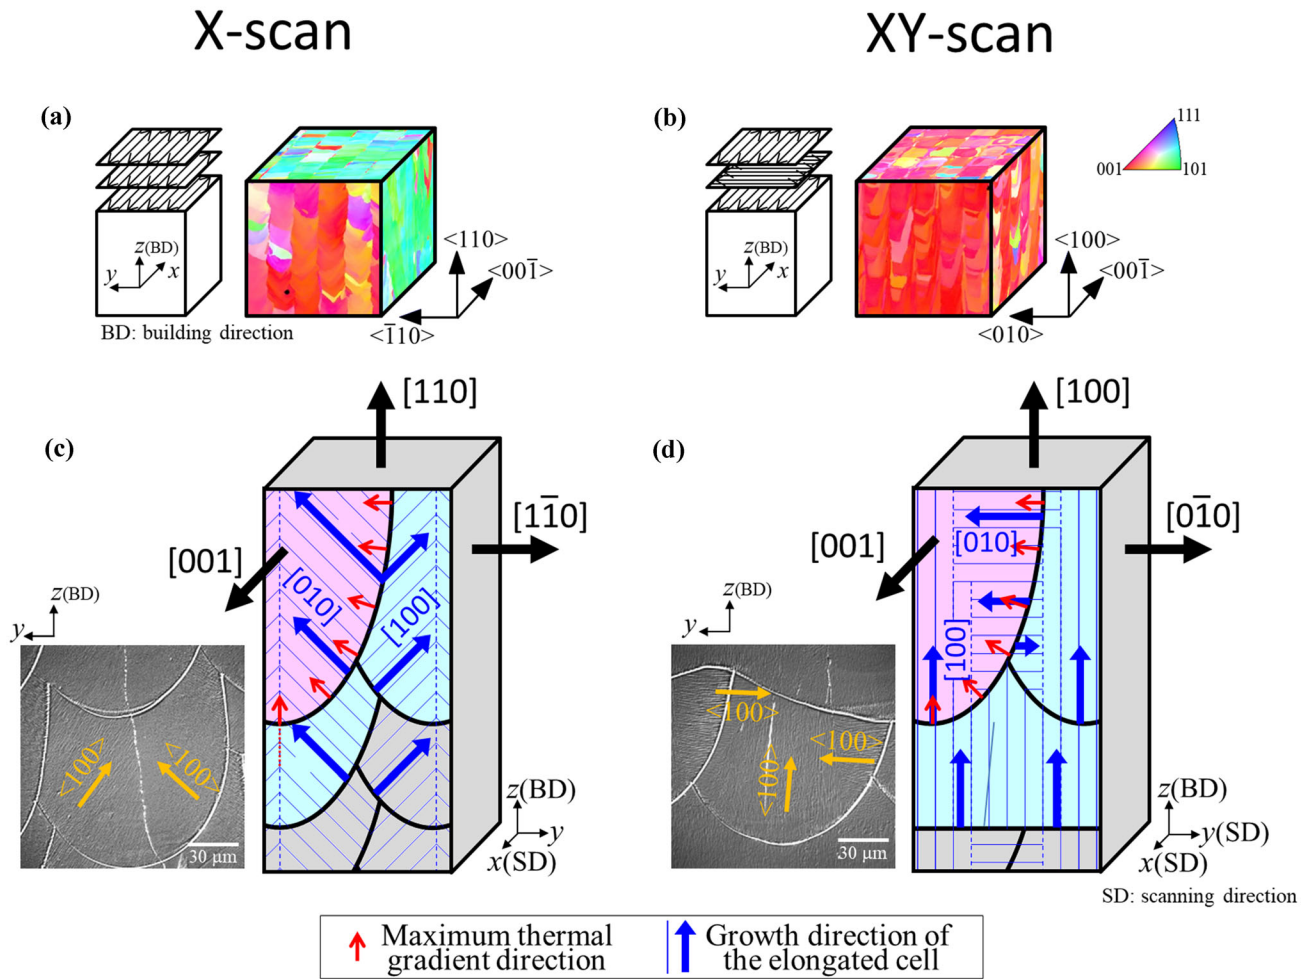 X-scan
XY-scan
(a)
z(BD)
y
x
BD: building direction
<110>
<001̅>
<1̅10>
(b)
z(BD)
y
x
111
001
101
<100>
<001̅>
<010>
(c)
[110]
[11̅0]
[001]
[010]
[100]
z(BD)
y
<100>
<100>
30 μm
z(BD)
y
x(SD)
(d)
[100]
[01̅0]
[001]
[010]
[100]
z(BD)
y
<100>
<100>
<100>
30 μm
z(BD)
y(SD)
x(SD)
SD: scanning direction
Maximum thermal
gradient direction
Growth direction of
the elongated cell